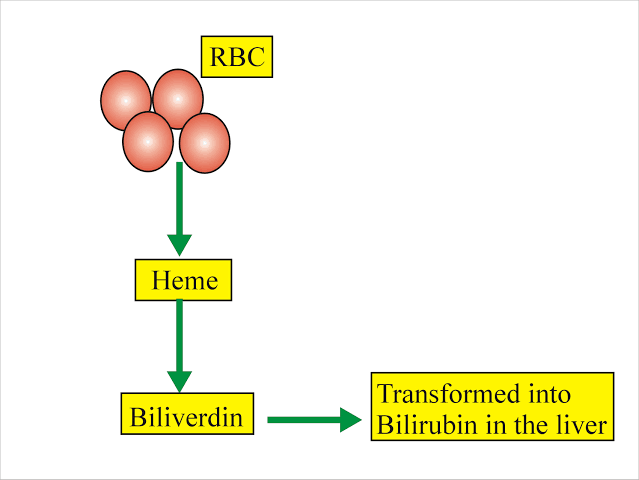 RBC
Heme
Biliverdin
Transformed into
Bilirubin in the liver